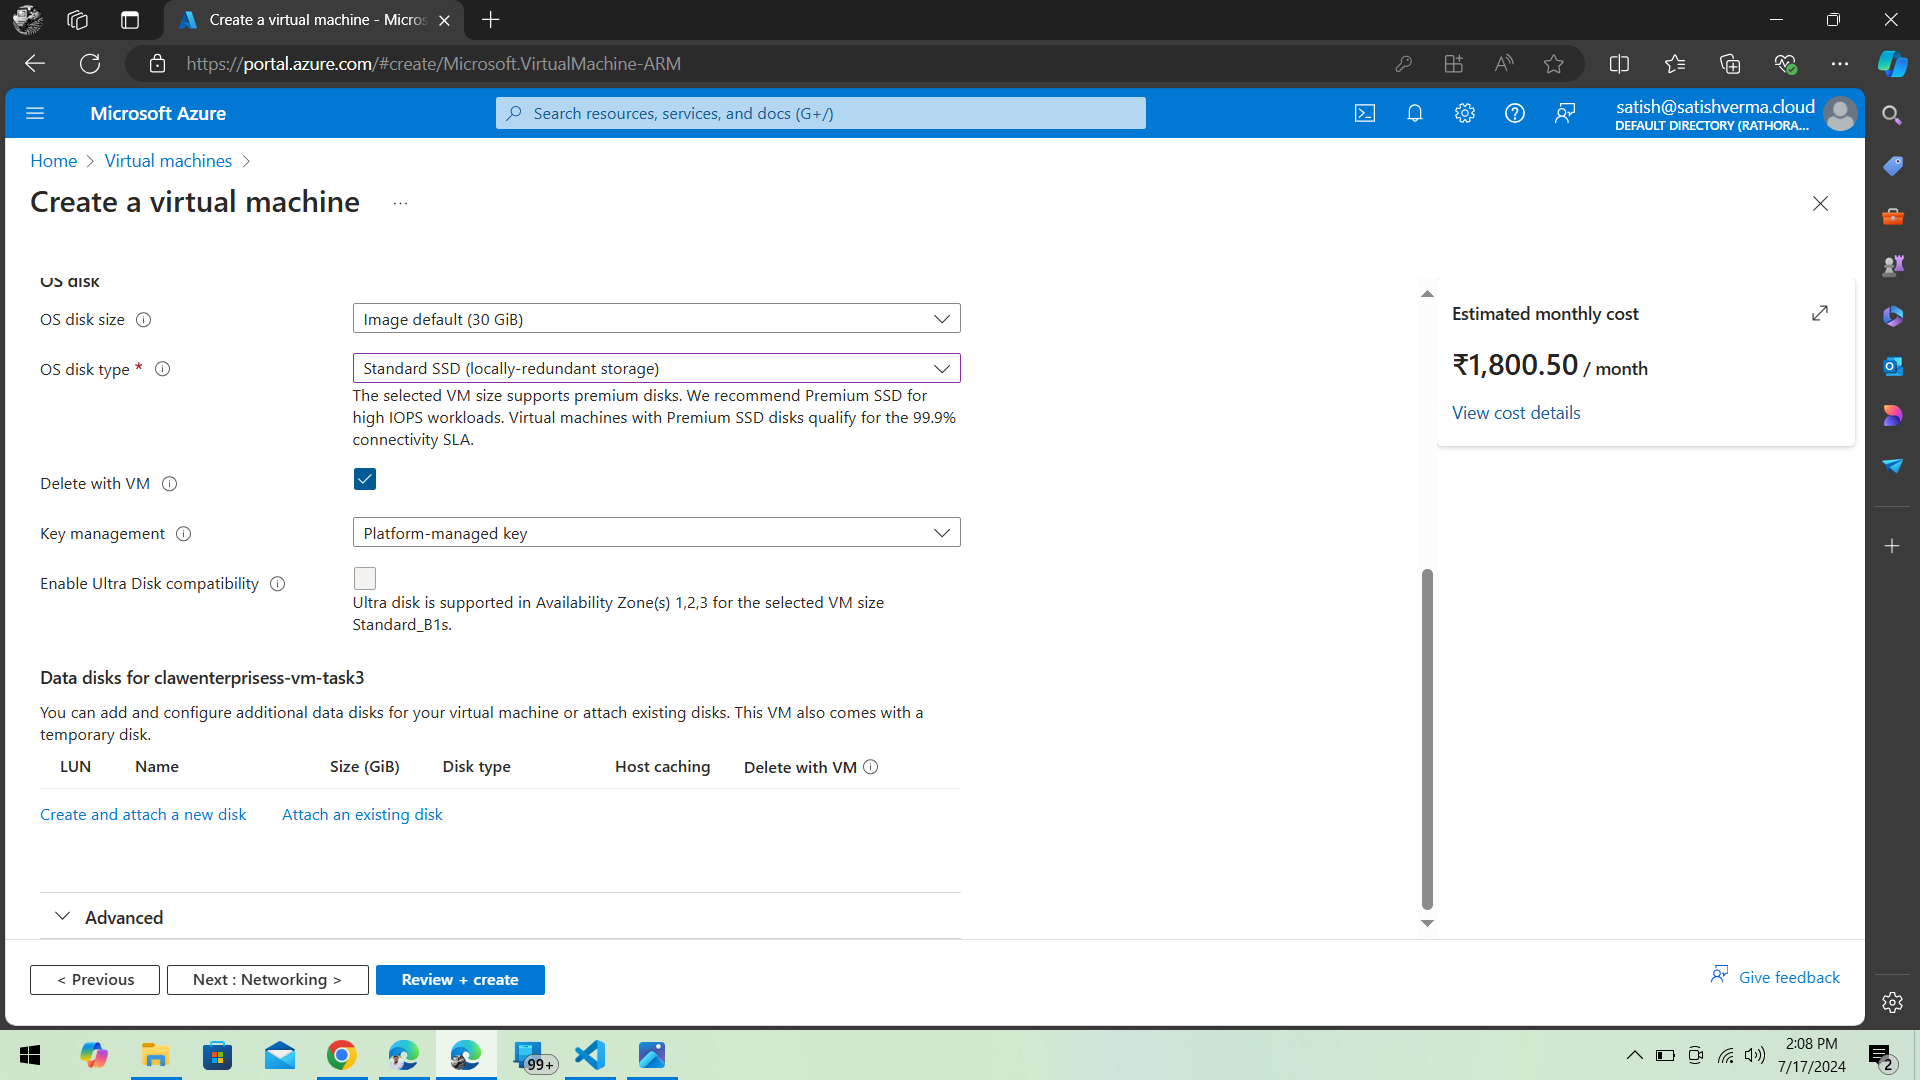 Create a virtual machine - Micros
https://portal.azure.com/#create/Microsoft.VirtualMachine-ARM
Microsoft Azure
Search resources, services, and docs (G+/)
satish@satishverma.cloud
DEFAULT DIRECTORY (RATHORA...
Home > Virtual machines >
Create a virtual machine ...
OS disk
OS disk size
Image default (30 GiB)
OS disk type *
Standard SSD (locally-redundant storage)
The selected VM size supports premium disks. We recommend Premium SSD for
high IOPS workloads. Virtual machines with Premium SSD disks qualify for the 99.9%
connectivity SLA.
Delete with VM
Key management
Platform-managed key
Enable Ultra Disk compatibility
Ultra disk is supported in Availability Zone(s) 1,2,3 for the selected VM size
Standard_B1s.
Data disks for clawenterprisess-vm-task3
You can add and configure additional data disks for your virtual machine or attach existing disks. This VM also comes with a
temporary disk.
LUN Name Size (GiB) Disk type Host caching Delete with VM
Create and attach a new disk Attach an existing disk
Advanced
Estimated monthly cost
₹1,800.50 / month
View cost details
< Previous Next : Networking > Review + create
Give feedback
99+
2:08 PM
7/17/2024
2